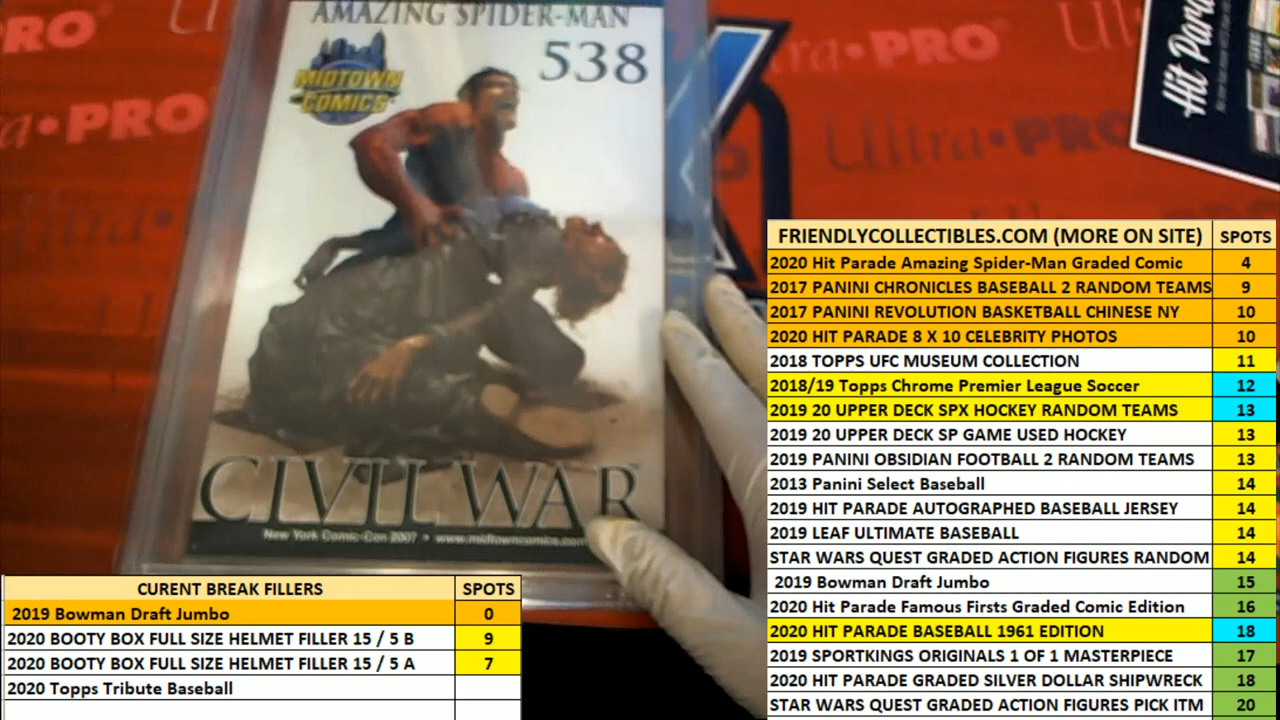 AMAZING SPIDER-MAN
538
MIDTOWN
COMICS
CIVIL WAR
New York Comic-Con 2007 • www.midtowncomics.com
Ultra•PRO
Hit Parade
FRIENDLYCOLLECTIBLES.COM (MORE ON SITE) SPOTS
2020 Hit Parade Amazing Spider-Man Graded Comic 4
2017 PANINI CHRONICLES BASEBALL 2 RANDOM TEAMS 9
2017 PANINI REVOLUTION BASKETBALL CHINESE NY 10
2020 HIT PARADE 8 X 10 CELEBRITY PHOTOS 10
2018 TOPPS UFC MUSEUM COLLECTION 11
2018/19 Topps Chrome Premier League Soccer 12
2019 20 UPPER DECK SPX HOCKEY RANDOM TEAMS 13
2019 20 UPPER DECK SP GAME USED HOCKEY 13
2019 PANINI OBSIDIAN FOOTBALL 2 RANDOM TEAMS 13
2013 Panini Select Baseball 14
2019 HIT PARADE AUTOGRAPHED BASEBALL JERSEY 14
2019 LEAF ULTIMATE BASEBALL 14
STAR WARS QUEST GRADED ACTION FIGURES RANDOM 14
2019 Bowman Draft Jumbo 15
2020 Hit Parade Famous Firsts Graded Comic Edition 16
2020 HIT PARADE BASEBALL 1961 EDITION 18
2019 SPORTKINGS ORIGINALS 1 OF 1 MASTERPIECE 17
2020 HIT PARADE GRADED SILVER DOLLAR SHIPWRECK 18
STAR WARS QUEST GRADED ACTION FIGURES PICK ITM 20
CURENT BREAK FILLERS SPOTS
2019 Bowman Draft Jumbo 0
2020 BOOTY BOX FULL SIZE HELMET FILLER 15 / 5 B 9
2020 BOOTY BOX FULL SIZE HELMET FILLER 15 / 5 A 7
2020 Topps Tribute Baseball